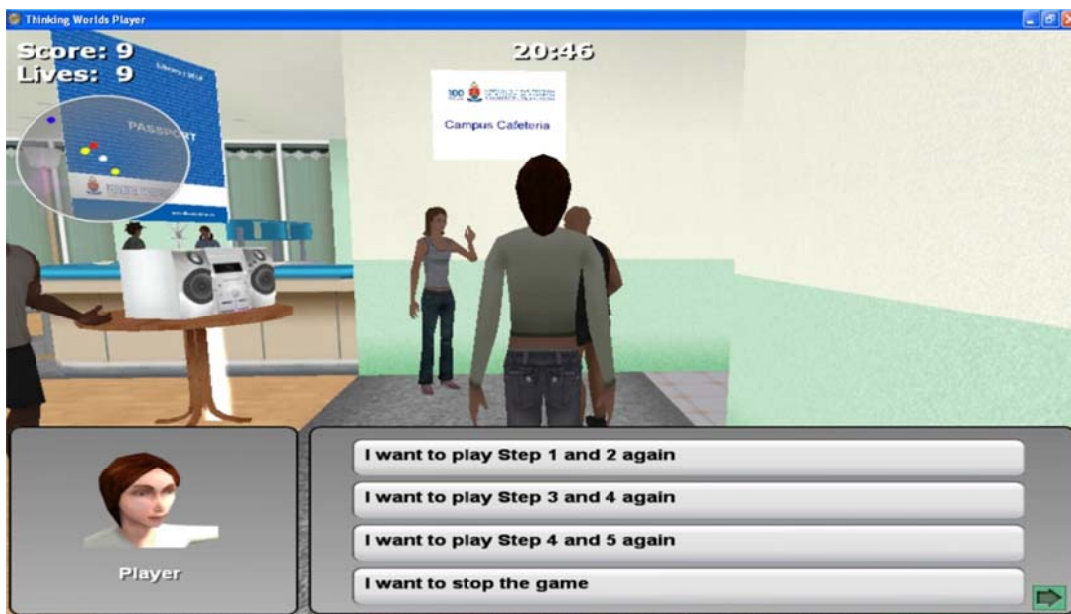 Thinking Worlds Player
Score: 9
Lives: 9
20:46
PASSPORT
100
Campus Cafeteria
I want to play Step 1 and 2 again
I want to play Step 3 and 4 again
I want to play Step 4 and 5 again
I want to stop the game
Player